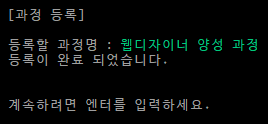 [과정 등록]
등록할 과정명 : 웹디자이너 양성 과정
등록이 완료 되었습니다.
계속하려면 엔터를 입력하세요.